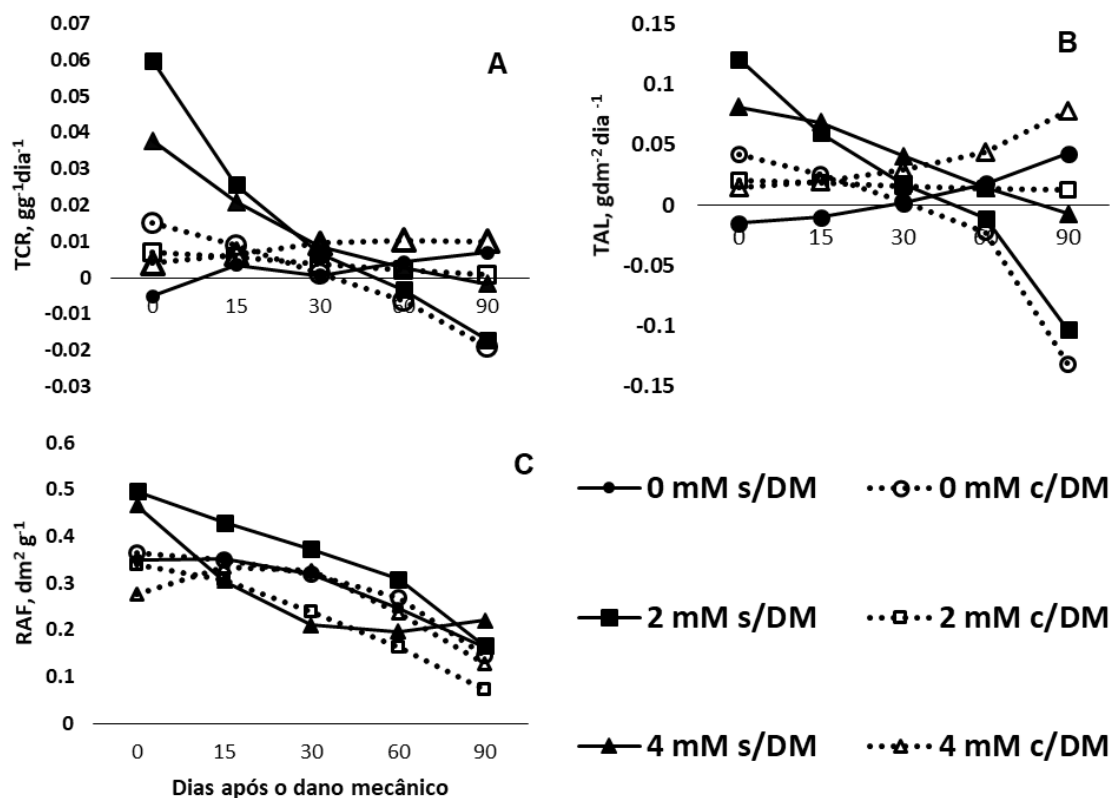 A
TCR, gg⁻¹dia⁻¹
0.07
0.06
0.05
0.04
0.03
0.02
0.01
0
-0.01
-0.02
-0.03
0 15 30 60 90
B
TAL, gdm⁻² dia ⁻¹
0.15
0.1
0.05
0
-0.05
-0.1
-0.15
0 15 30 60 90
C
RAF, dm² g⁻¹
0.6
0.5
0.4
0.3
0.2
0.1
0
0 15 30 60 90
Dias após o dano mecânico
0 mM s/DM 0 mM c/DM
2 mM s/DM 2 mM c/DM
4 mM s/DM 4 mM c/DM